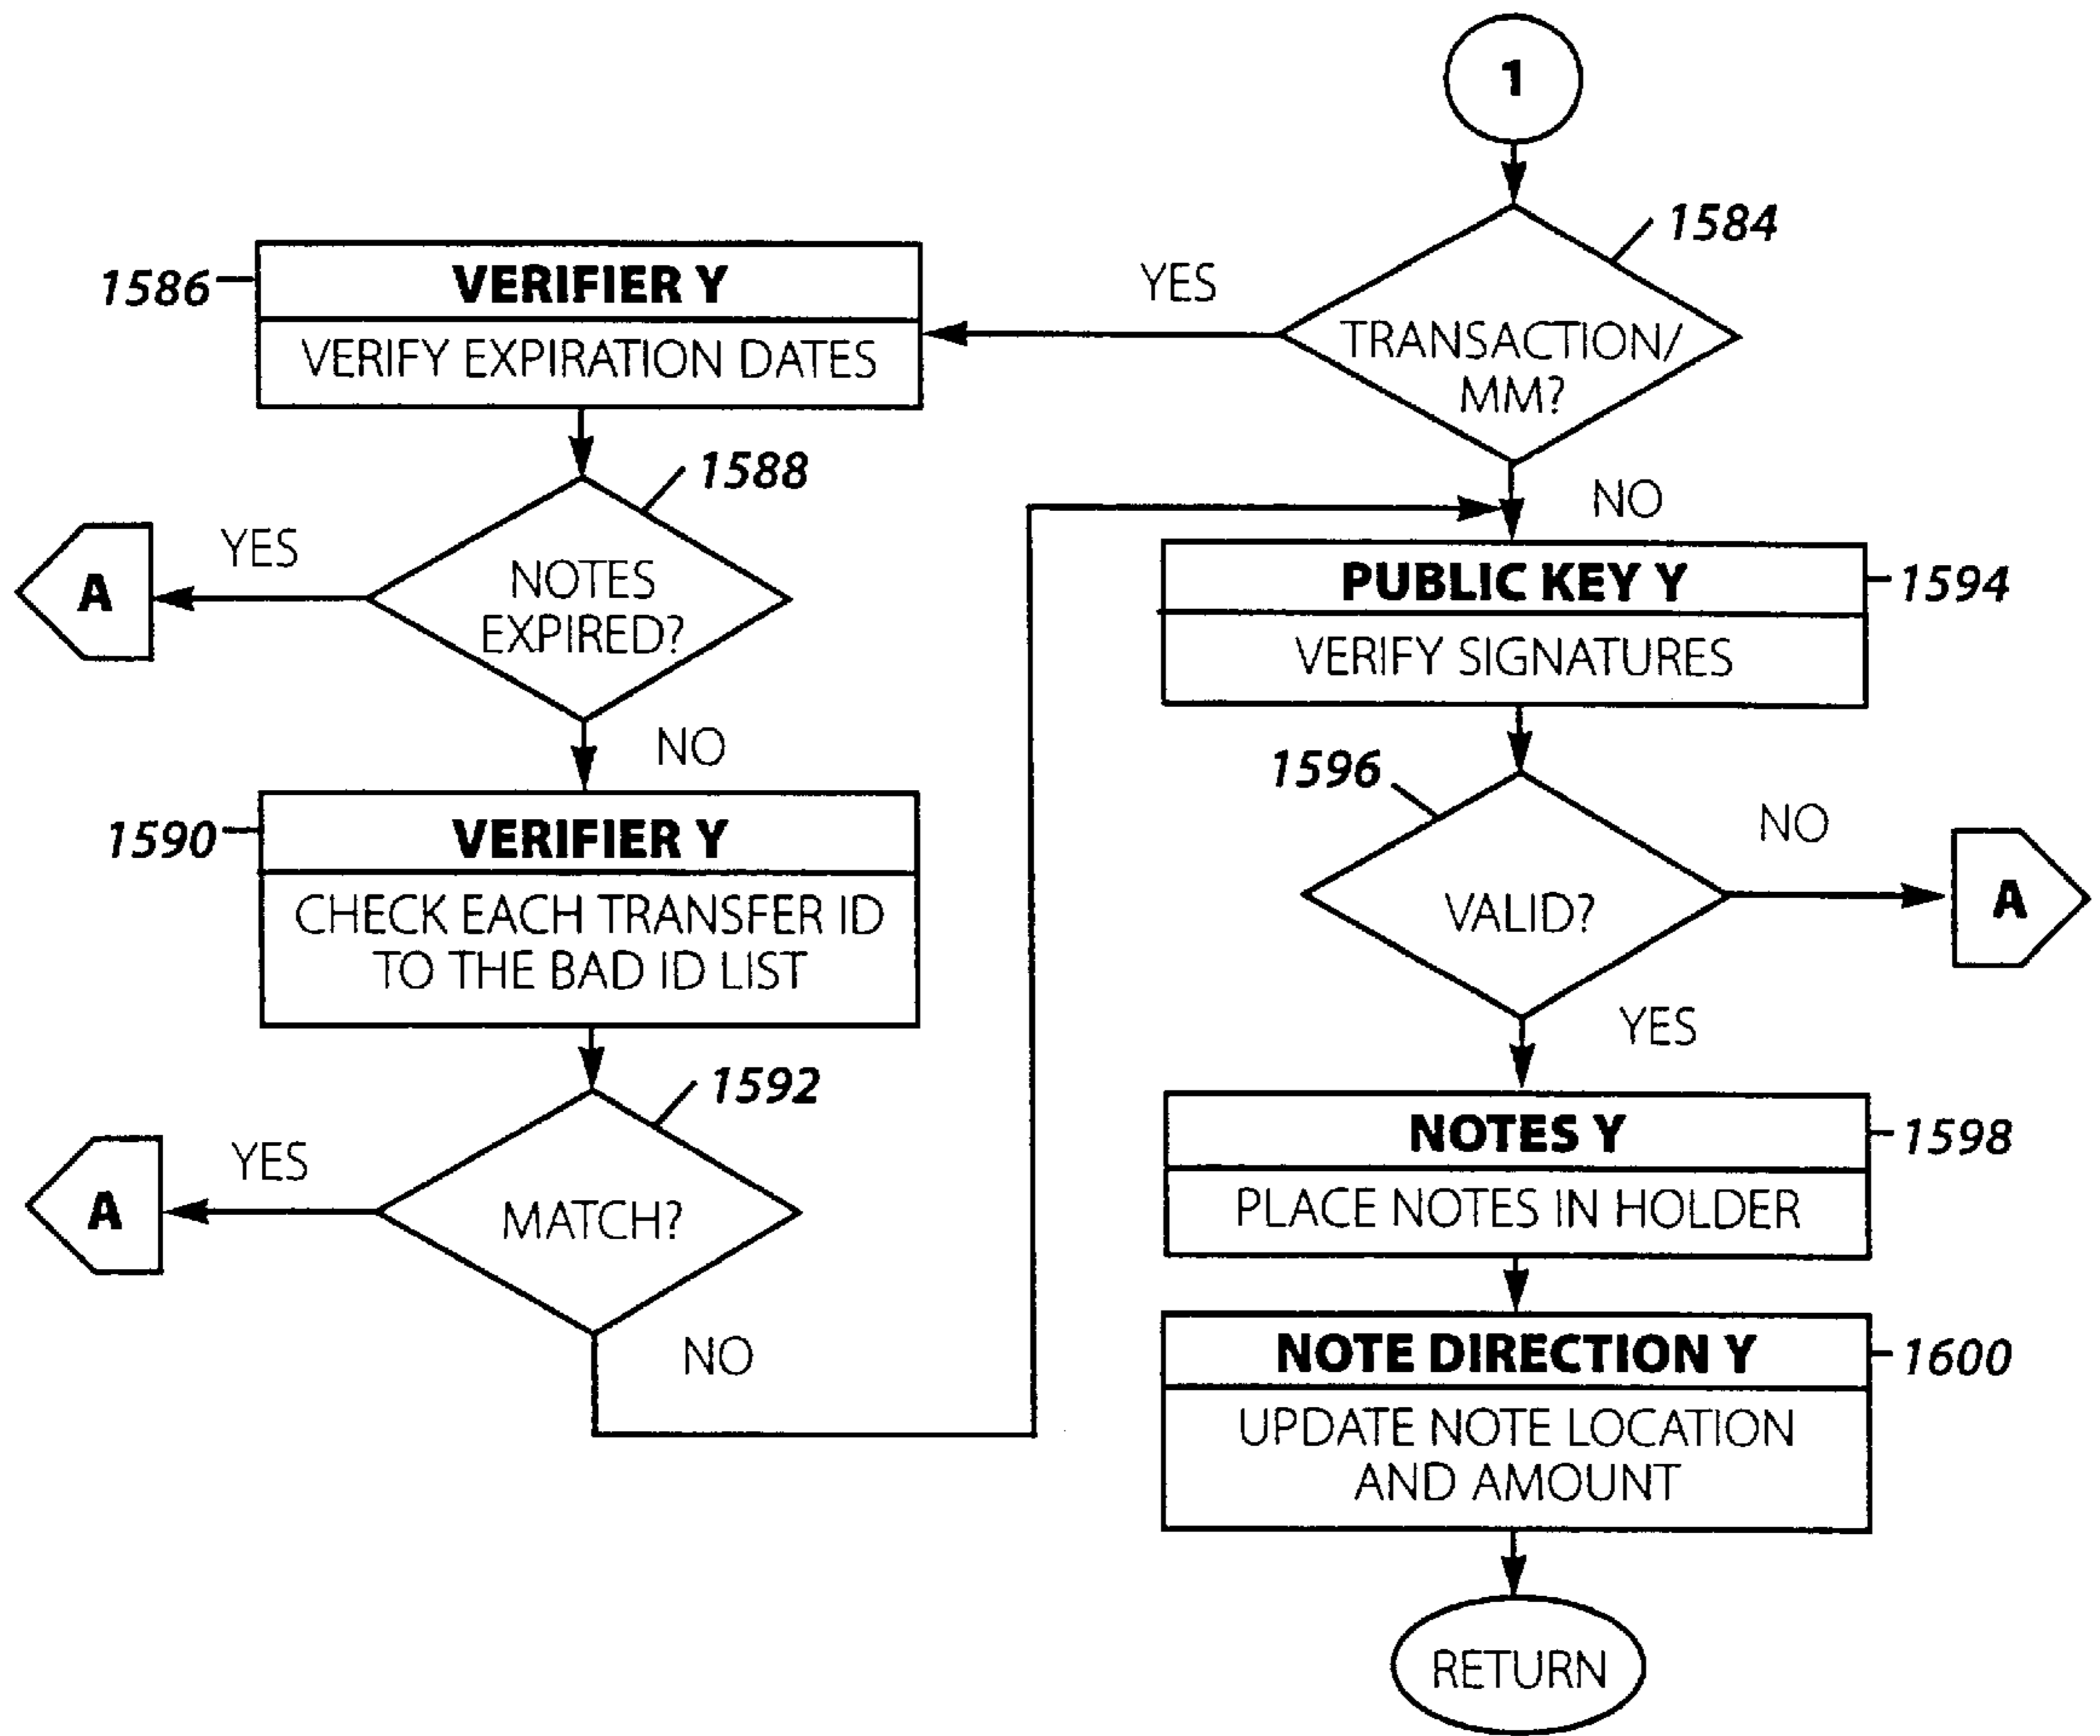 1
1584
TRANSACTION/
MM?
YES
NO
1586
VERIFIER Y
VERIFY EXPIRATION DATES
1588
NOTES
EXPIRED?
YES
A
NO
1590
VERIFIER Y
CHECK EACH TRANSFER ID
TO THE BAD ID LIST
1592
MATCH?
YES
A
NO
PUBLIC KEY Y
1594
VERIFY SIGNATURES
1596
VALID?
NO
A
YES
NOTES Y
1598
PLACE NOTES IN HOLDER
NOTE DIRECTION Y
1600
UPDATE NOTE LOCATION
AND AMOUNT
RETURN